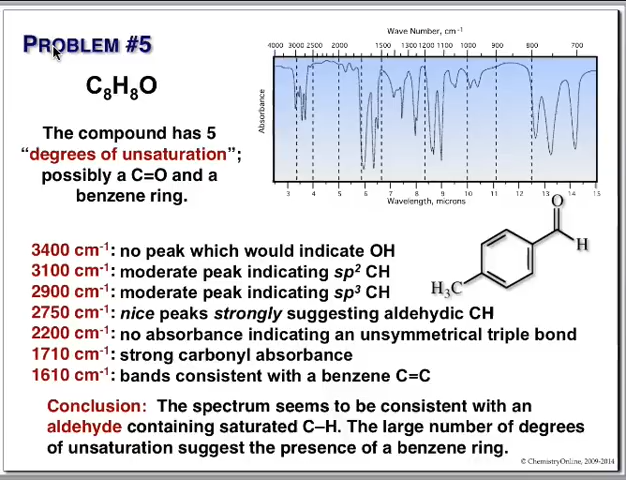 PROBLEM #5
C₈H₈O
The compound has 5
“degrees of unsaturation”;
possibly a C=O and a
benzene ring.
Wave Number, cm⁻¹
4000 3000 2500 2000 1500 1300 1200 1100 1000 900 800 700
Absorbance
3 4 5 6 7 8 9 10 11 12 13 14 15
Wavelength, microns
O
H
H₃C
3400 cm⁻¹: no peak which would indicate OH
3100 cm⁻¹: moderate peak indicating sp² CH
2900 cm⁻¹: moderate peak indicating sp³ CH
2750 cm⁻¹: nice peaks strongly suggesting aldehydic CH
2200 cm⁻¹: no absorbance indicating an unsymmetrical triple bond
1710 cm⁻¹: strong carbonyl absorbance
1610 cm⁻¹: bands consistent with a benzene C=C
Conclusion: The spectrum seems to be consistent with an
aldehyde containing saturated C–H. The large number of degrees
of unsaturation suggest the presence of a benzene ring.
© ChemistryOnline, 2009-2014